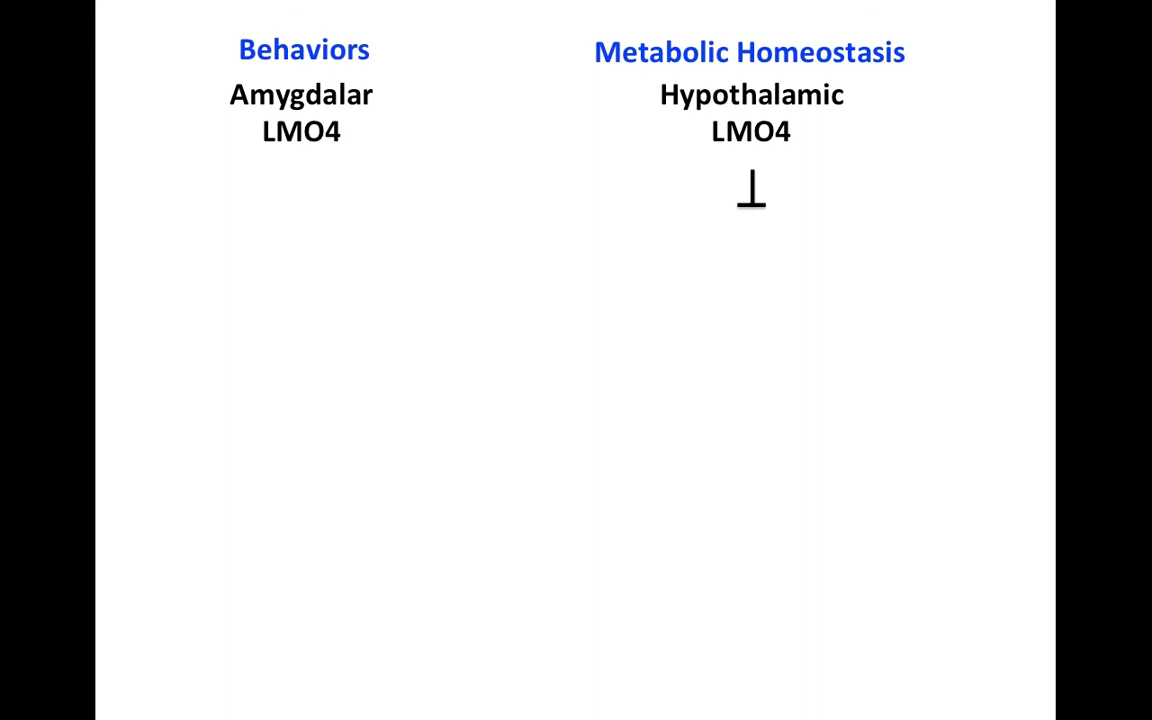 Behaviors
Amygdalar
LMO4
Metabolic Homeostasis
Hypothalamic
LMO4